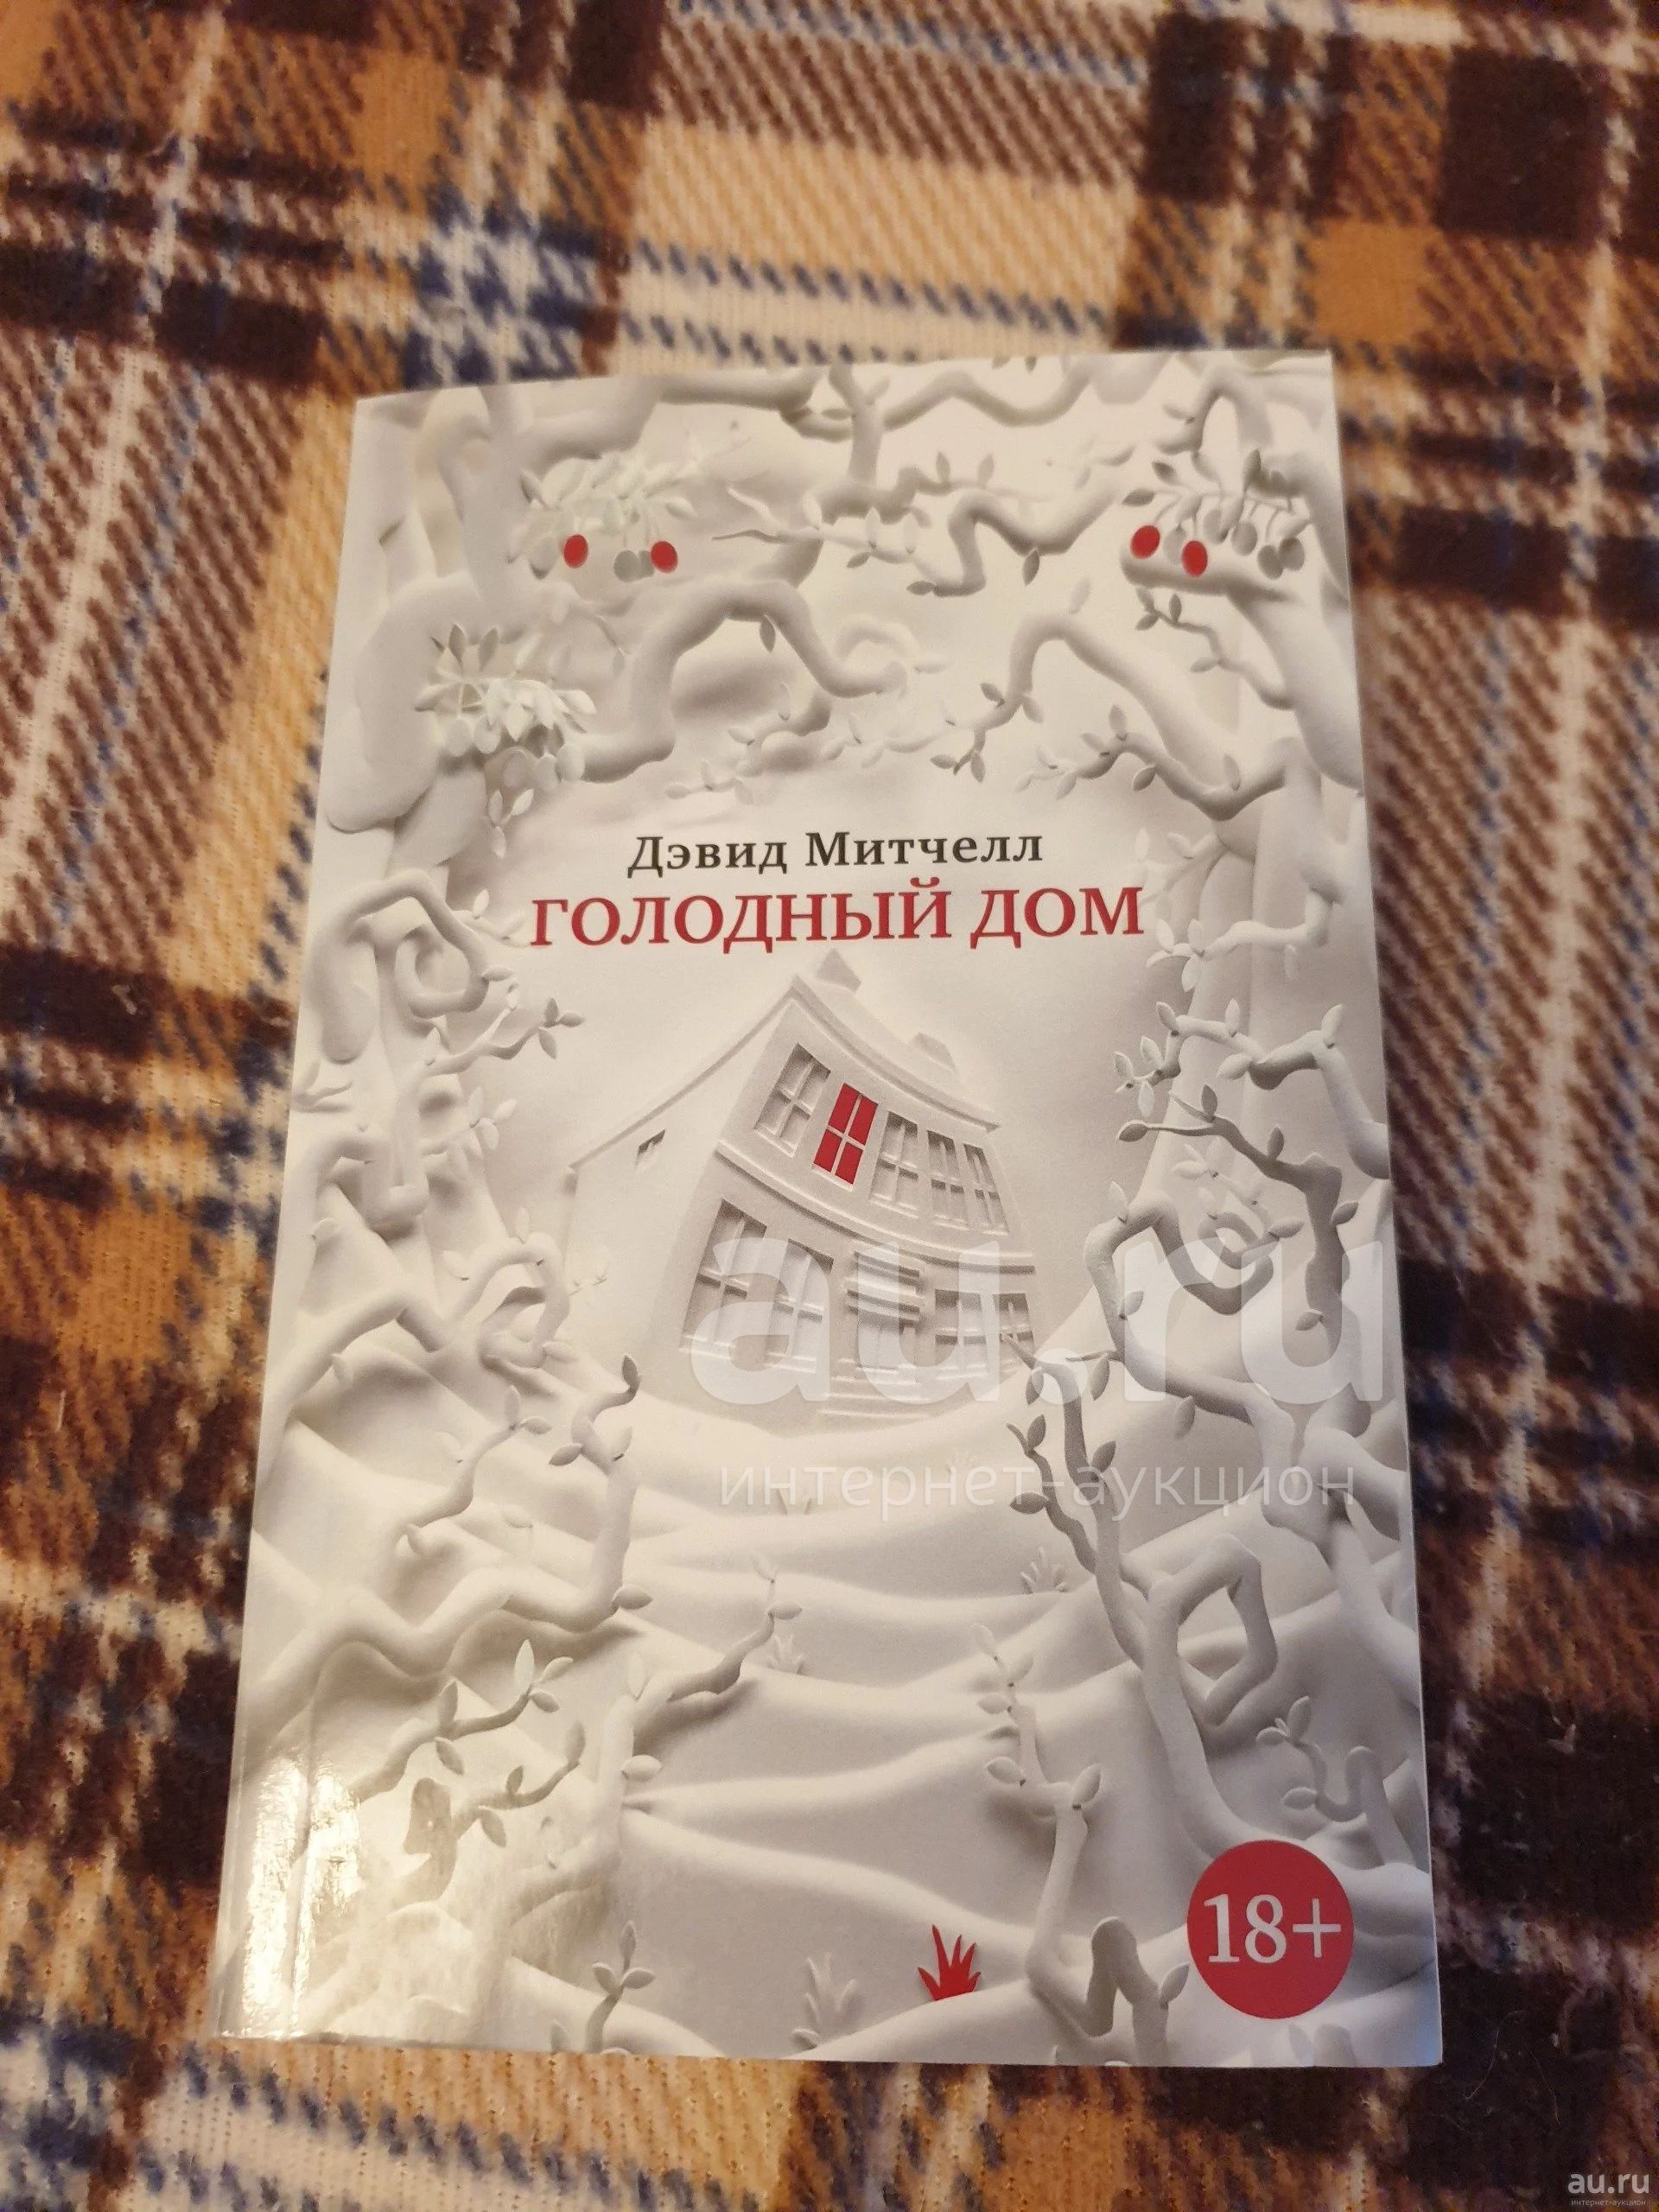 Дэвид Митчелл
ГОЛОДНЫЙ ДОМ
au.ru
интернет-аукцион
18+
au.ru
интернет-аукцион